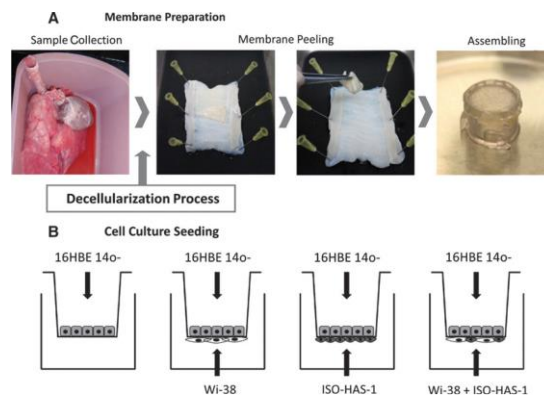 A Membrane Preparation
Sample Collection Membrane Peeling Assembling
Decellularization Process
B Cell Culture Seeding
16HBE 14o- 16HBE 14o- 16HBE 14o- 16HBE 14o-
Wi-38 ISO-HAS-1 Wi-38 + ISO-HAS-1